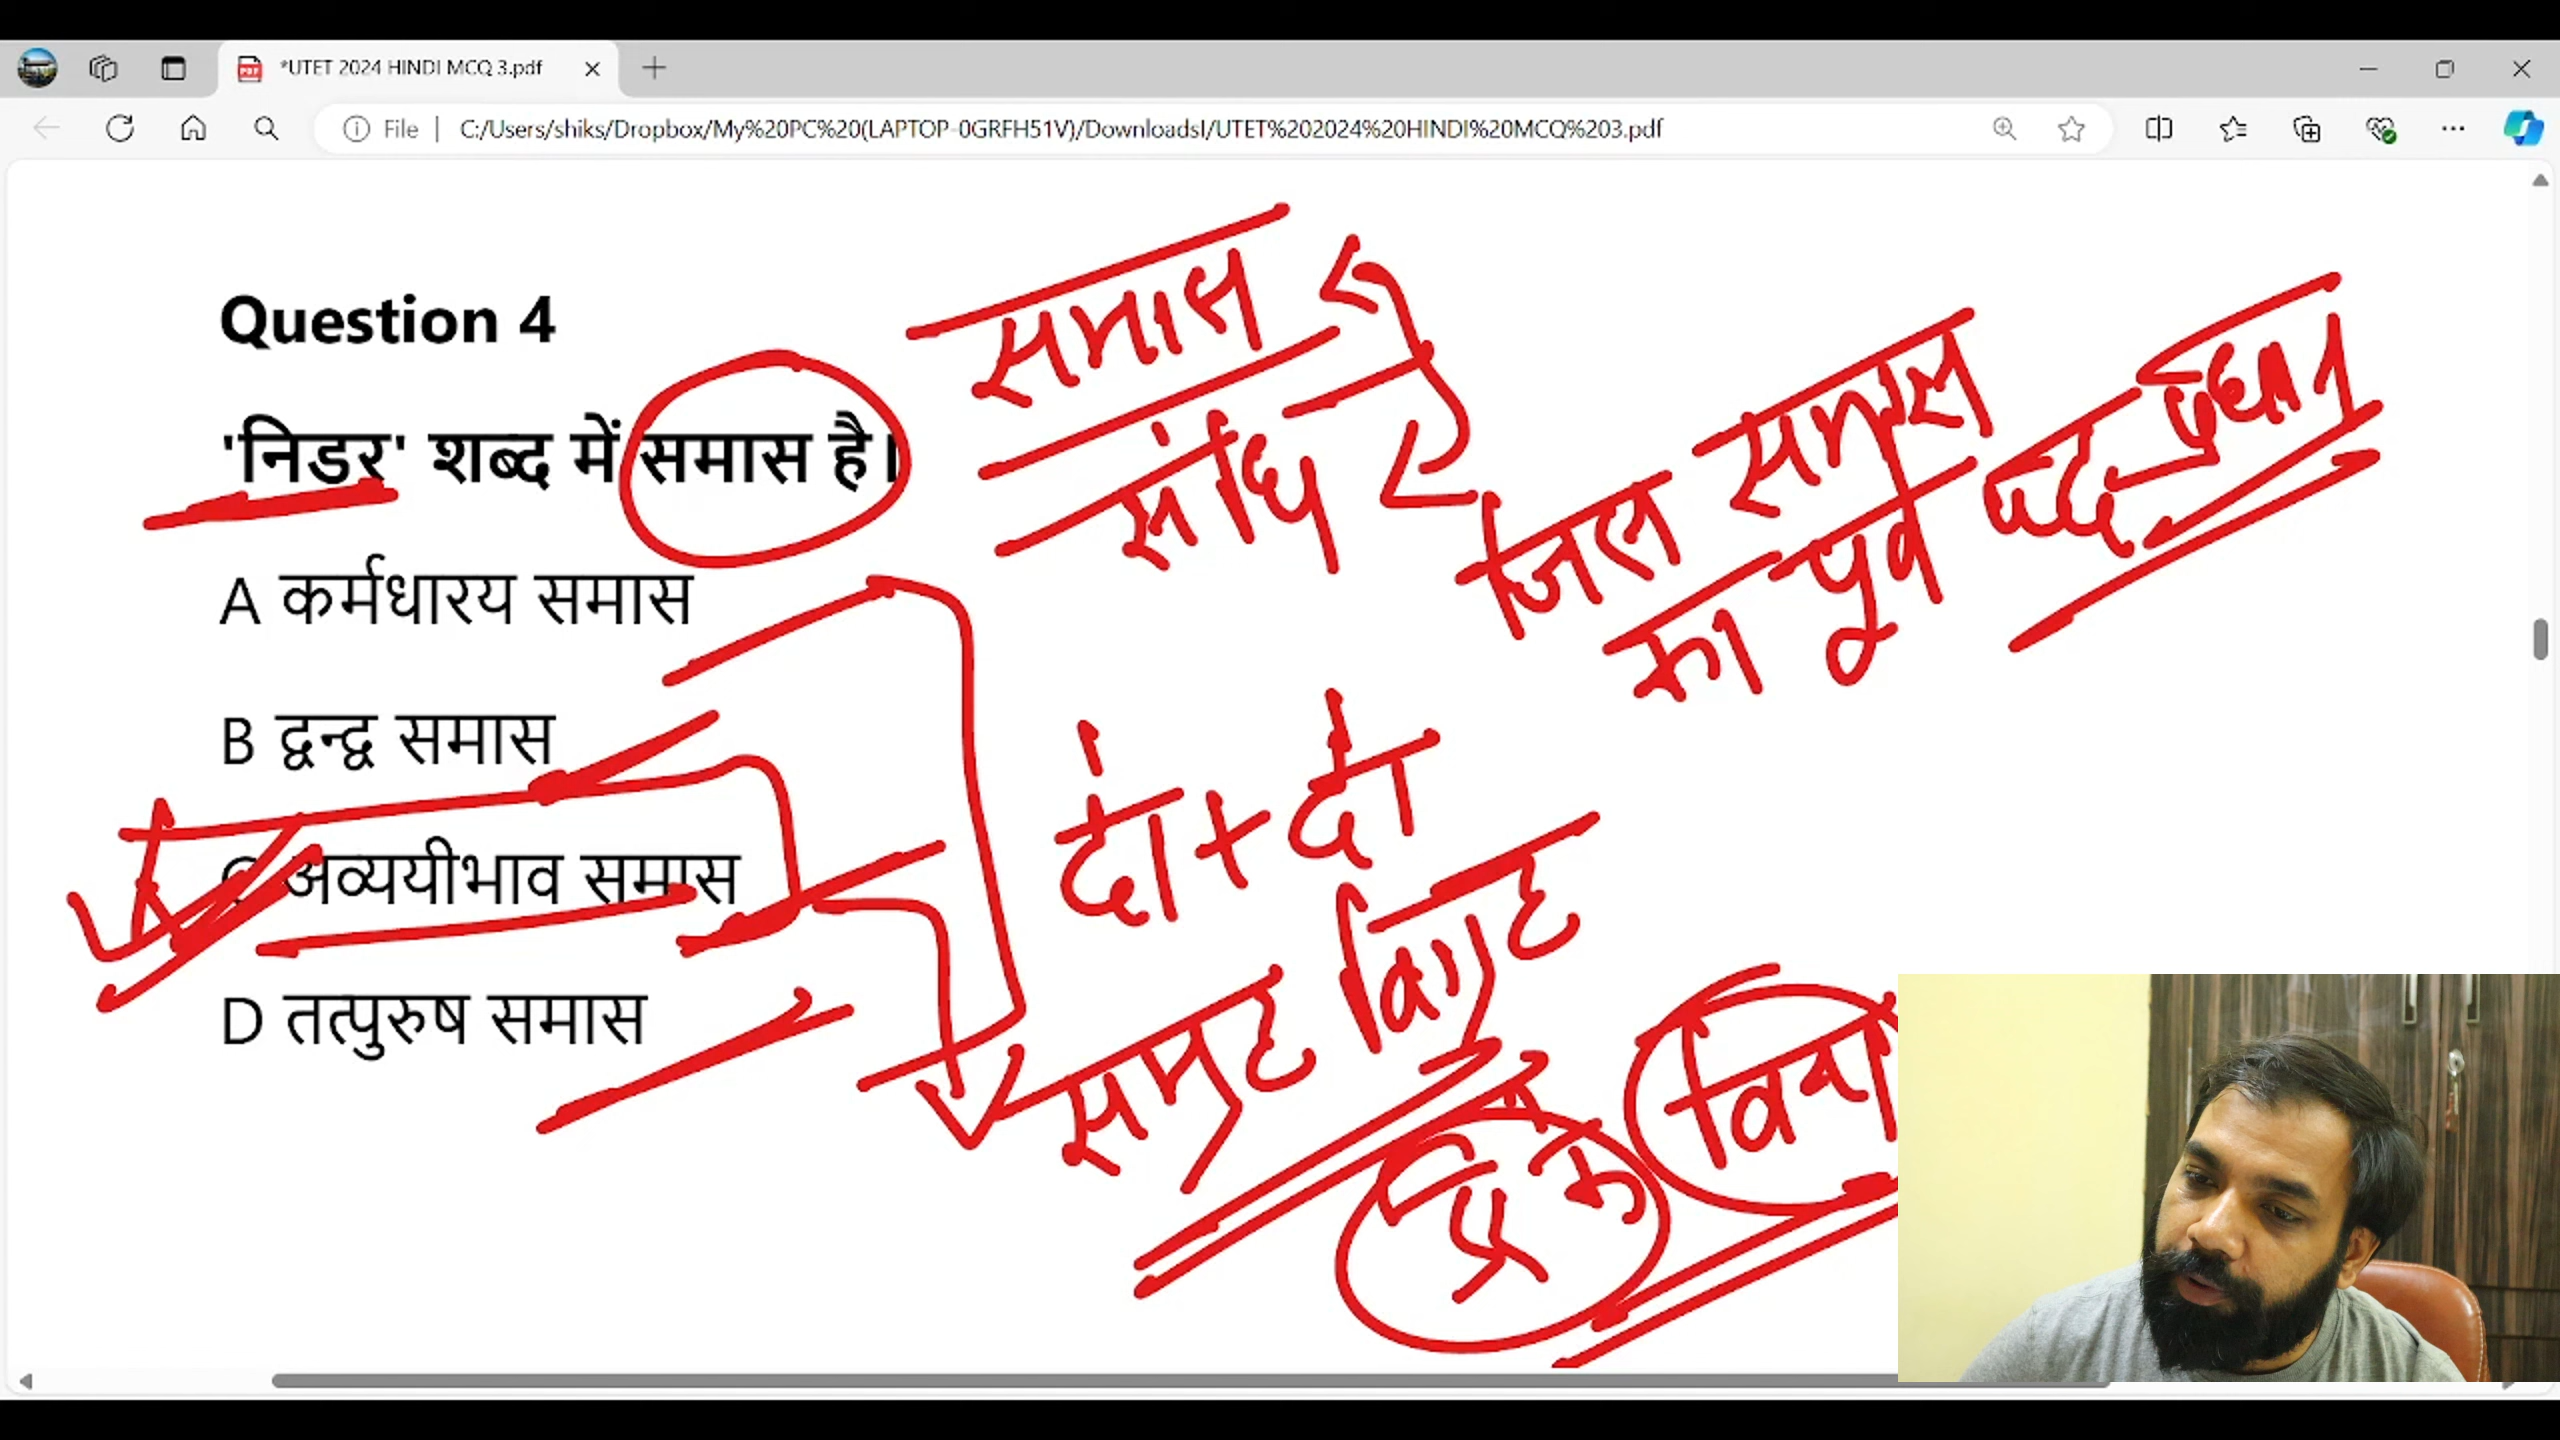 *UTET 2024 HINDI MCQ 3.pdf
File
C:/Users/shiks/Dropbox/My%20PC%20(LAPTOP-0GRFH51V)/DownloadsI/UTET%202024%20HINDI%20MCQ%203.pdf
Question 4
'निडर' शब्द में समास है।
A कर्मधारय समास
B द्वन्द्व समास
C अव्ययीभाव समास
D तत्पुरुष समास
समास
संधि
जिस समास
का पूर्व पद प्रधान
समूह विग्रह